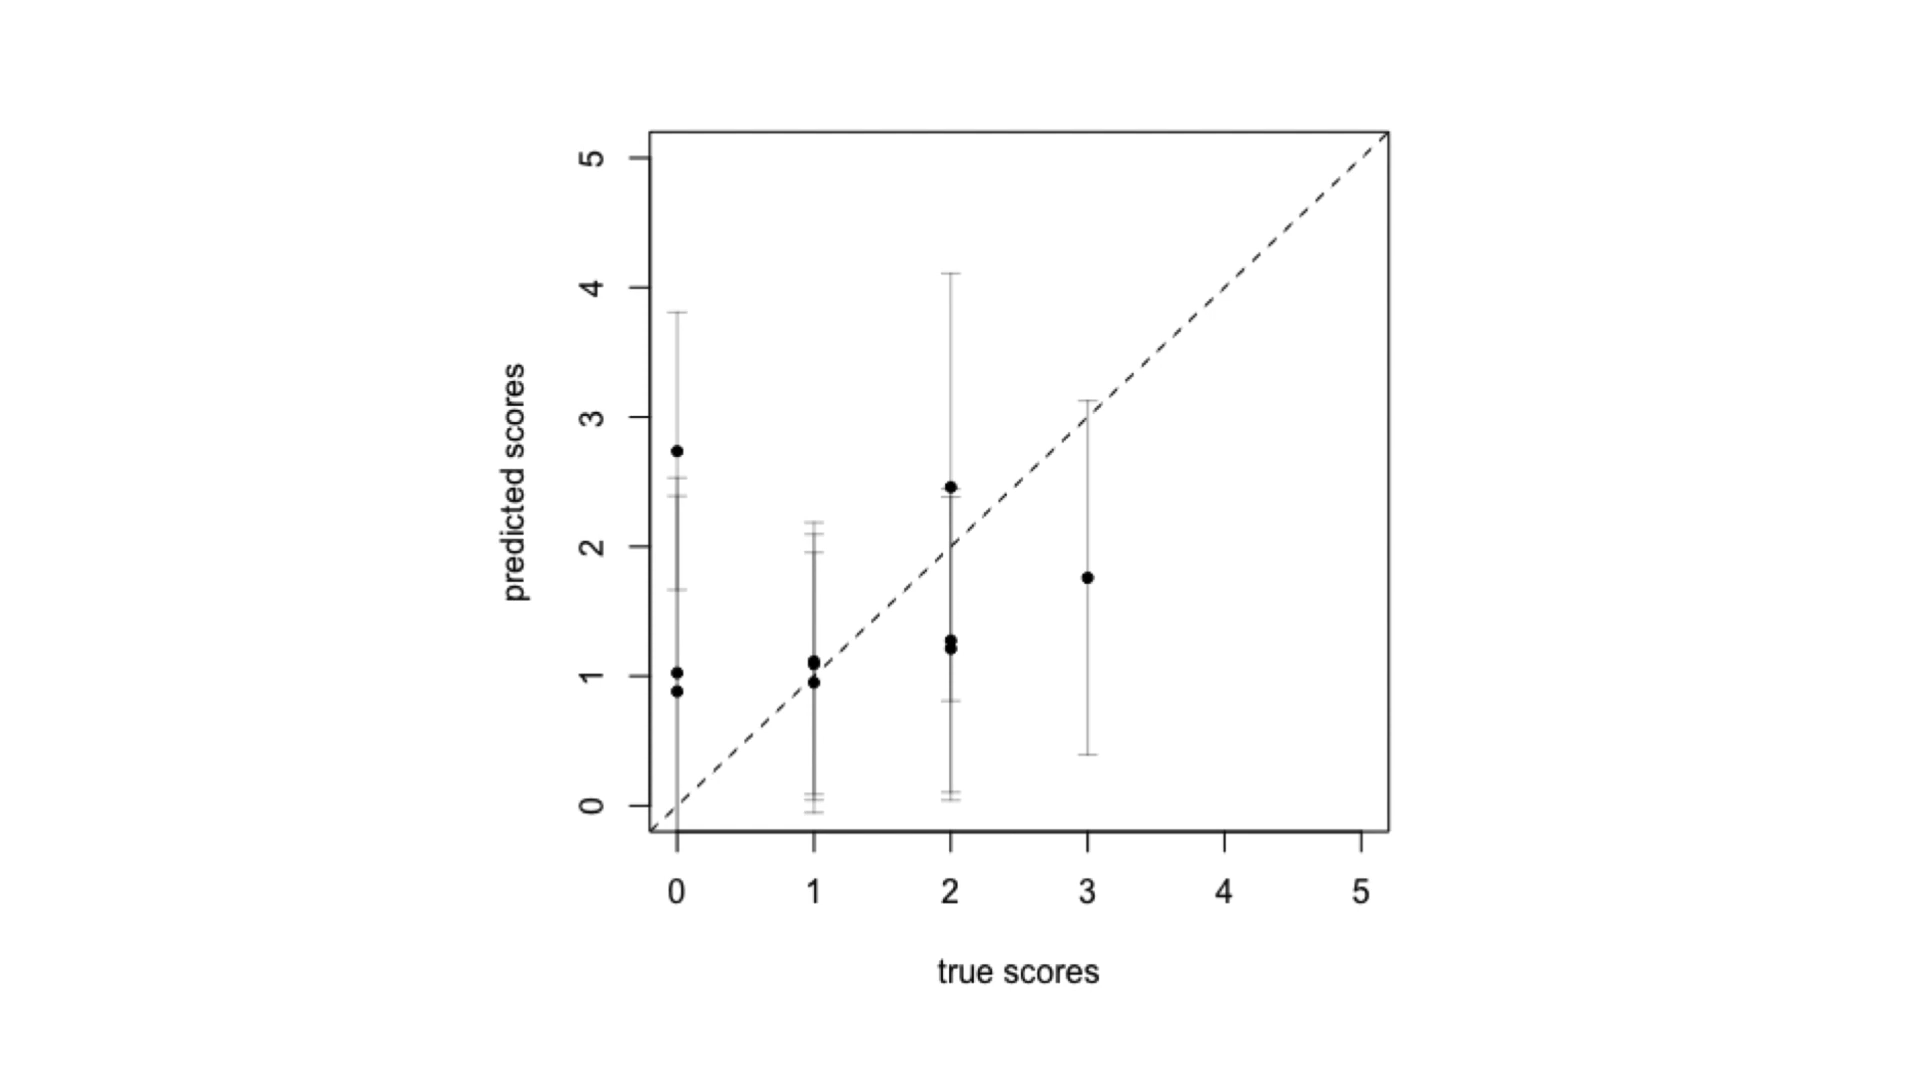 5
4
3
2
1
0
predicted scores
0 1 2 3 4 5
true scores